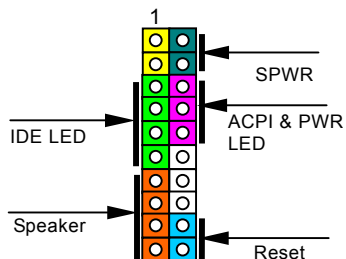 1
SPWR
IDE LED
ACPI & PWR
LED
Speaker
Reset